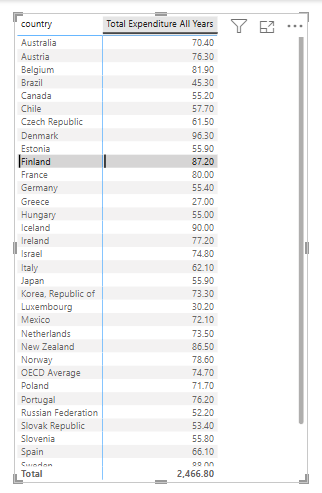 country Total Expenditure All Years
Australia 70.40
Austria 76.30
Belgium 81.90
Brazil 45.30
Canada 55.20
Chile 57.70
Czech Republic 61.50
Denmark 96.30
Estonia 55.90
Finland 87.20
France 80.00
Germany 55.40
Greece 27.00
Hungary 55.00
Iceland 90.00
Ireland 77.20
Israel 74.80
Italy 62.10
Japan 55.90
Korea, Republic of 73.30
Luxembourg 30.20
Mexico 72.10
Netherlands 73.50
New Zealand 86.50
Norway 78.60
OECD Average 74.70
Poland 71.70
Portugal 76.20
Russian Federation 52.20
Slovak Republic 53.40
Slovenia 55.80
Spain 66.10
Sweden
Total 2,466.80